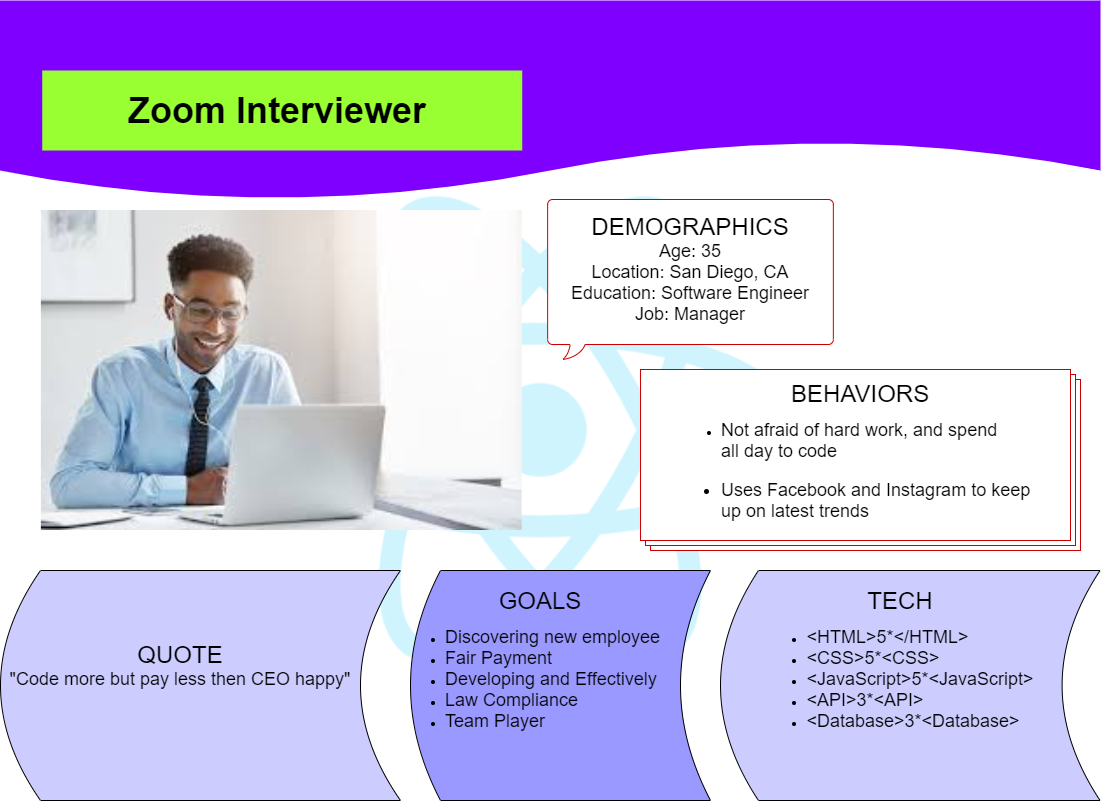 Zoom Interviewer
DEMOGRAPHICS
Age: 35
Location: San Diego, CA
Education: Software Engineer
Job: Manager
BEHAVIORS
• Not afraid of hard work, and spend
all day to code
• Uses Facebook and Instagram to keep
up on latest trends
QUOTE
"Code more but pay less then CEO happy"
GOALS
• Discovering new employee
• Fair Payment
• Developing and Effectively
• Law Compliance
• Team Player
TECH
• <HTML>5*</HTML>
• <CSS>5*<CSS>
• <JavaScript>5*<JavaScript>
• <API>3*<API>
• <Database>3*<Database>